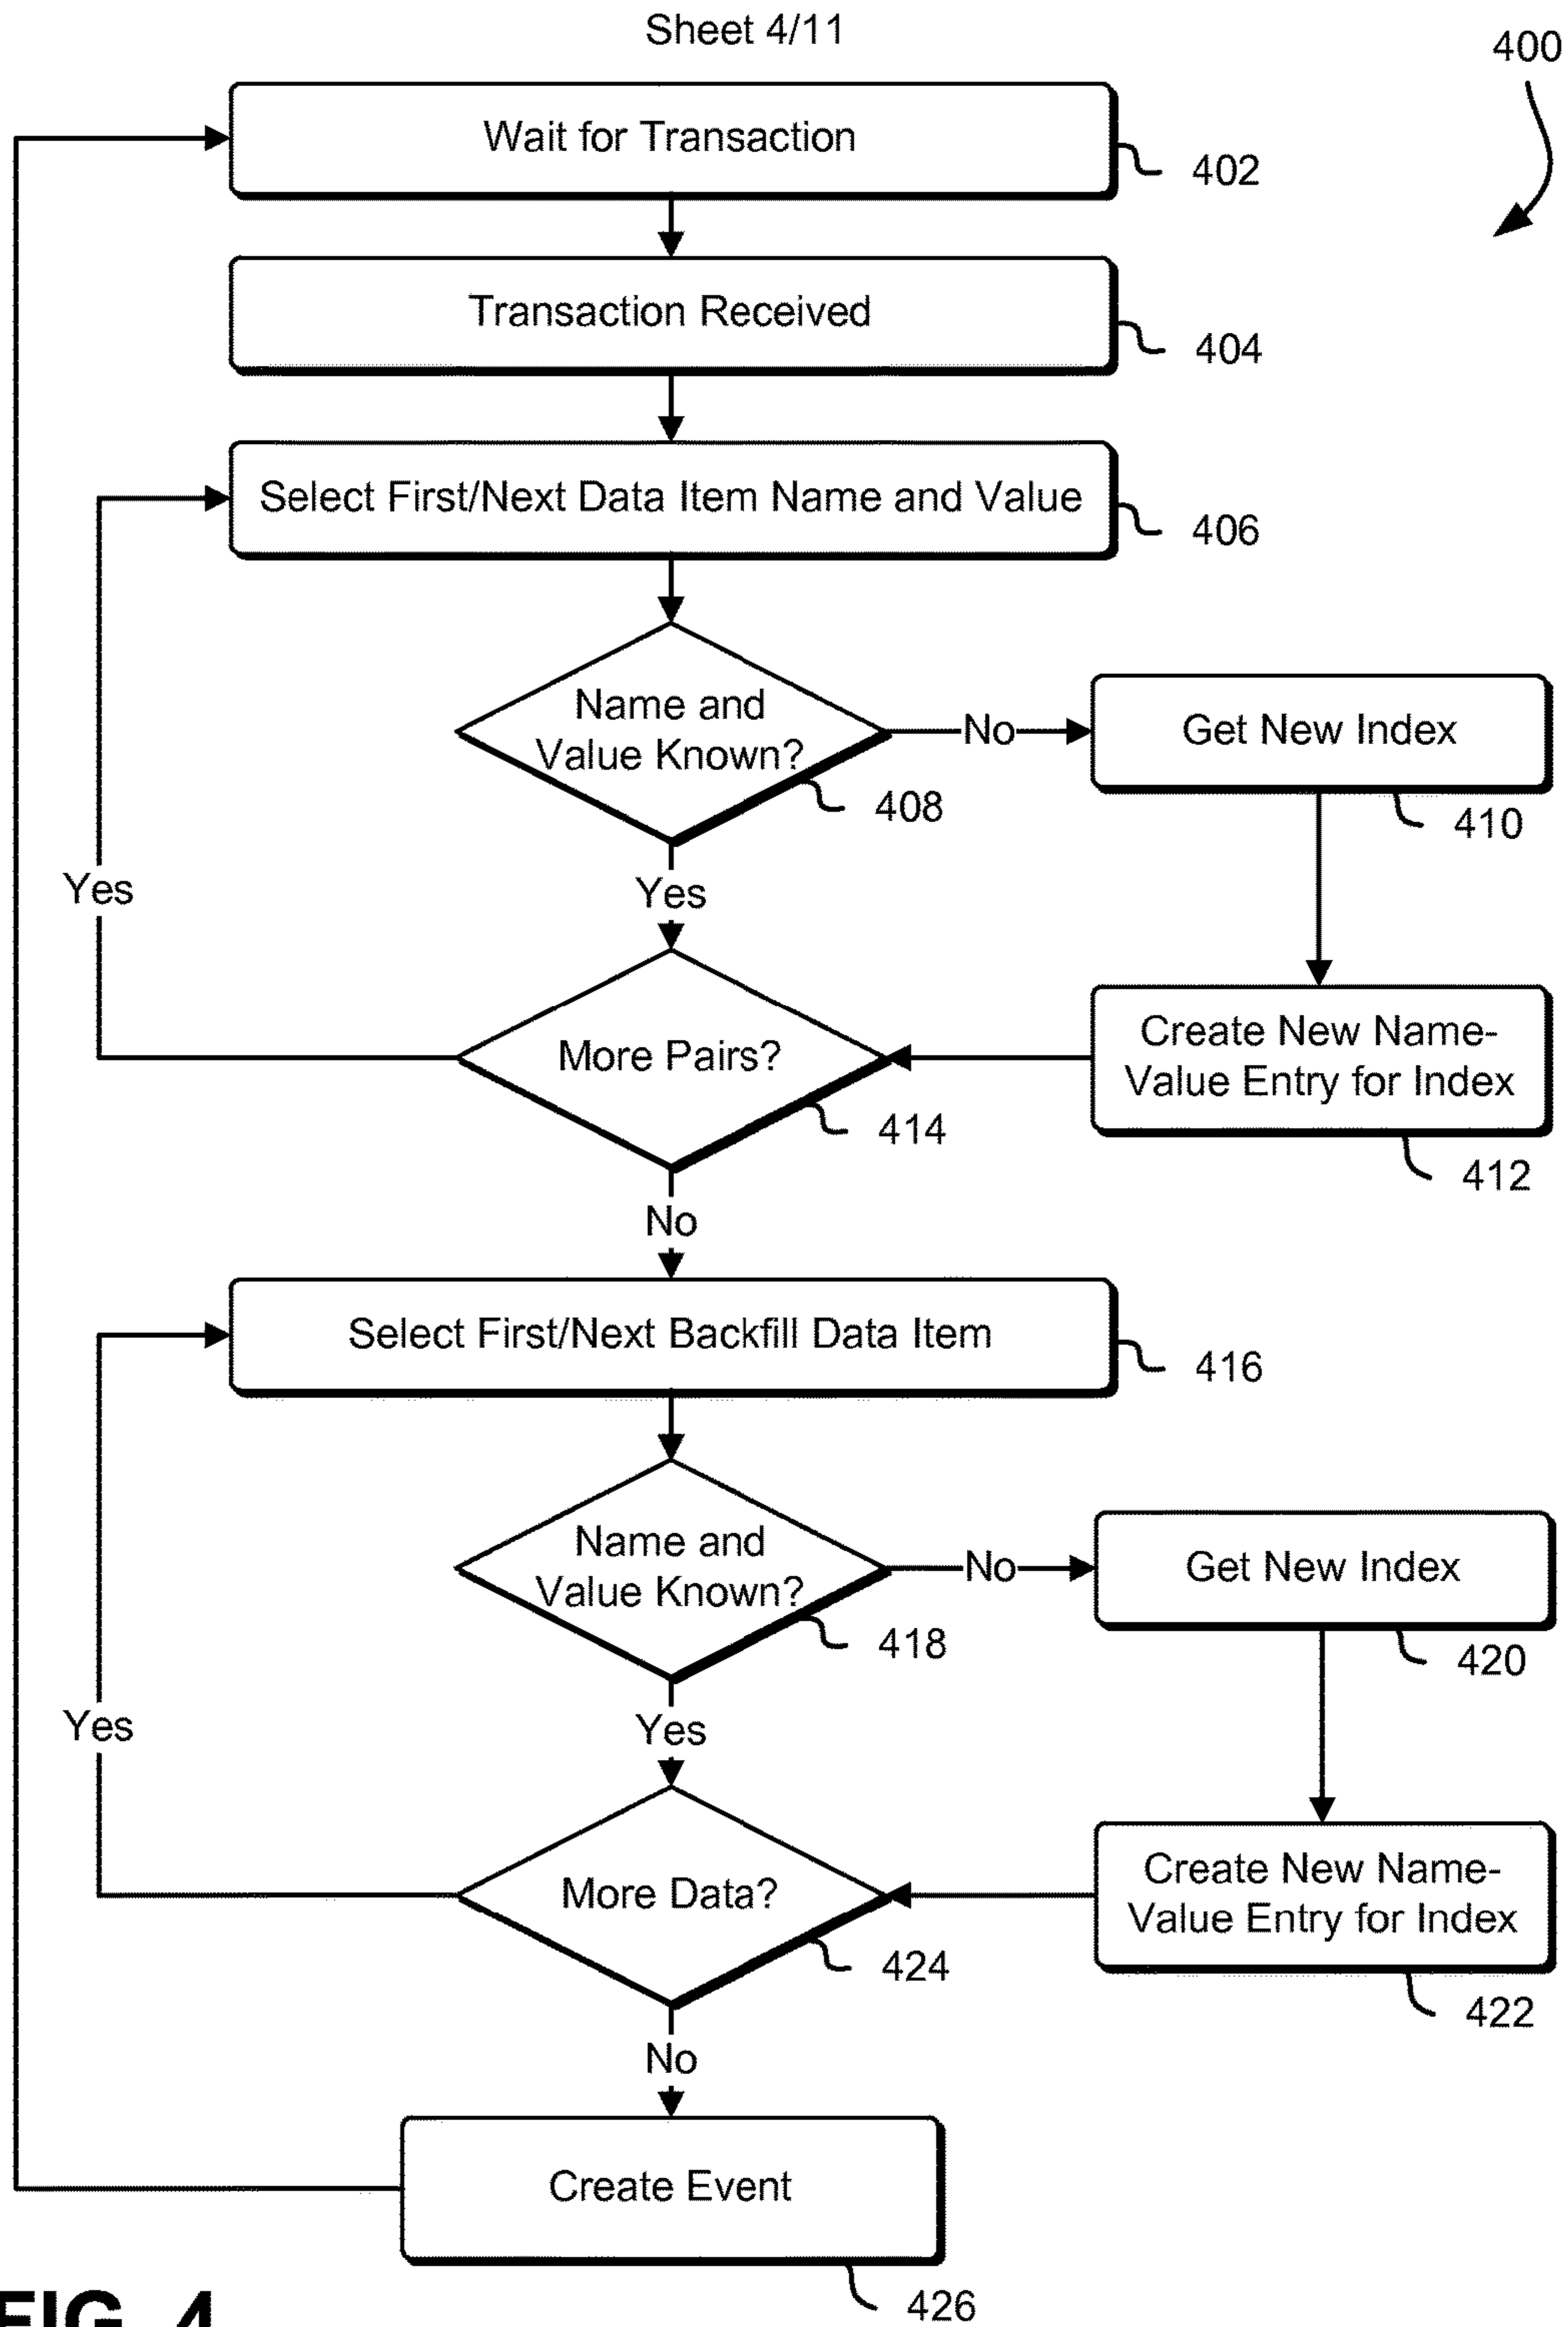 Sheet 4/11
400
Wait for Transaction
402
Transaction Received
404
Select First/Next Data Item Name and Value
406
Name and
Value Known?
408
No
Get New Index
410
Yes
Yes
More Pairs?
414
Create New Name-
Value Entry for Index
412
No
Select First/Next Backfill Data Item
416
Name and
Value Known?
418
No
Get New Index
420
Yes
Yes
More Data?
424
Create New Name-
Value Entry for Index
422
No
Create Event
426
FIG. 4